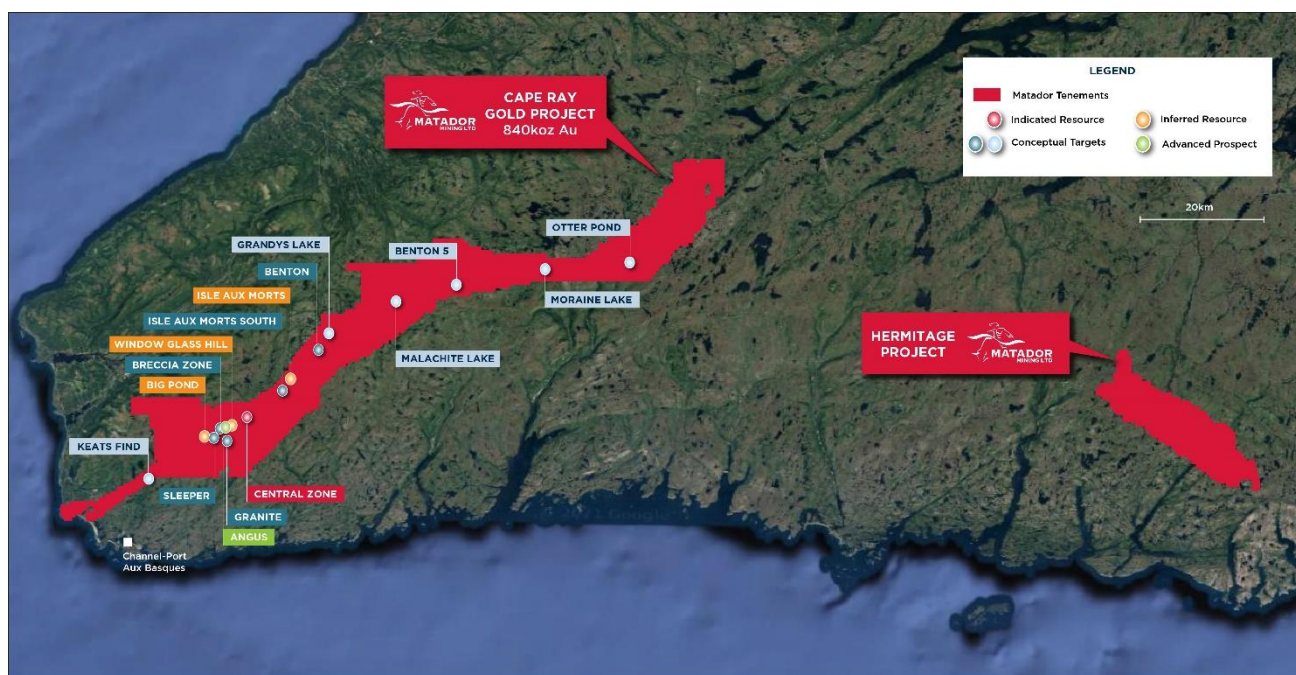 LEGEND
Matador Tenements
Indicated Resource
Inferred Resource
Conceptual Targets
Advanced Prospect
20km
MATADOR
MINING LTD
CAPE RAY
GOLD PROJECT
840koz Au
OTTER POND
GRANDYS LAKE
BENTON 5
BENTON
ISLE AUX MORTS
MORAINE LAKE
ISLE AUX MORTS SOUTH
WINDOW GLASS HILL
MALACHITE LAKE
BRECCIA ZONE
BIG POND
HERMITAGE
PROJECT
MATADOR
MINING LTD
KEATS FIND
SLEEPER
CENTRAL ZONE
GRANITE
ANGUS
Channel-Port
Aux Basques